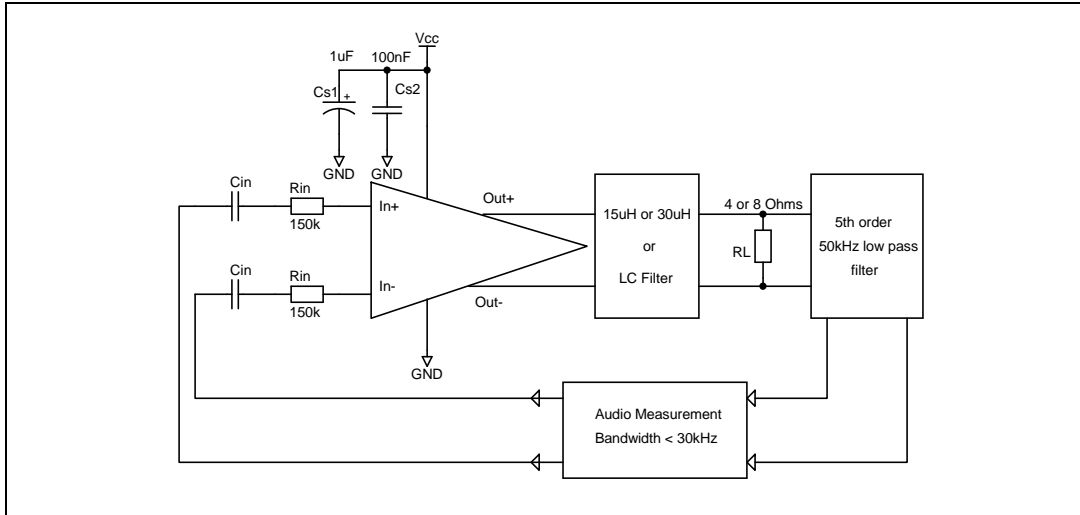 Vcc
1uF
100nF
Cs1
+
Cs2
GND
GND
Cin
Rin
150k
In+
Out+
15uH or 30uH
or
LC Filter
4 or 8 Ohms
RL
5th order
50kHz low pass
filter
Cin
Rin
150k
In-
Out-
GND
Audio Measurement
Bandwidth < 30kHz